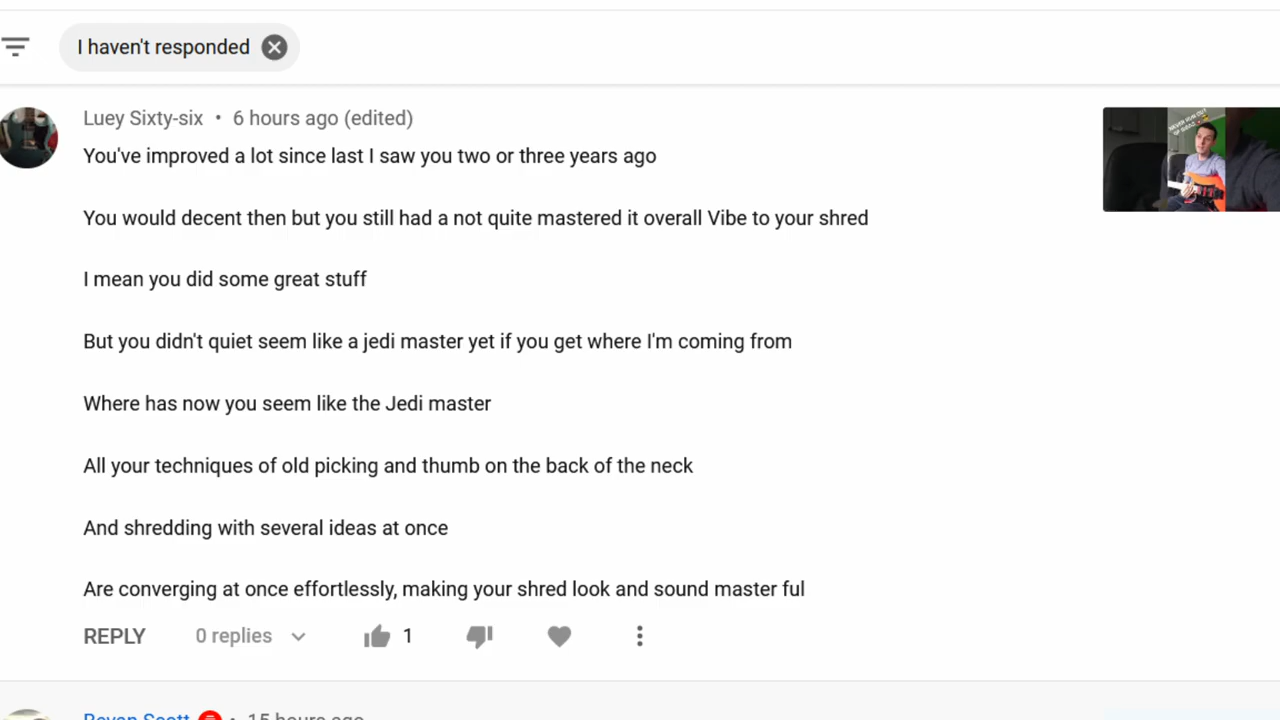 I haven't responded
Luey Sixty-six • 6 hours ago (edited)
You've improved a lot since last I saw you two or three years ago
You would decent then but you still had a not quite mastered it overall Vibe to your shred
I mean you did some great stuff
But you didn't quiet seem like a jedi master yet if you get where I'm coming from
Where has now you seem like the Jedi master
All your techniques of old picking and thumb on the back of the neck
And shredding with several ideas at once
Are converging at once effortlessly, making your shred look and sound master ful
REPLY 0 replies 1
Bevan Scott • 15 hours ago